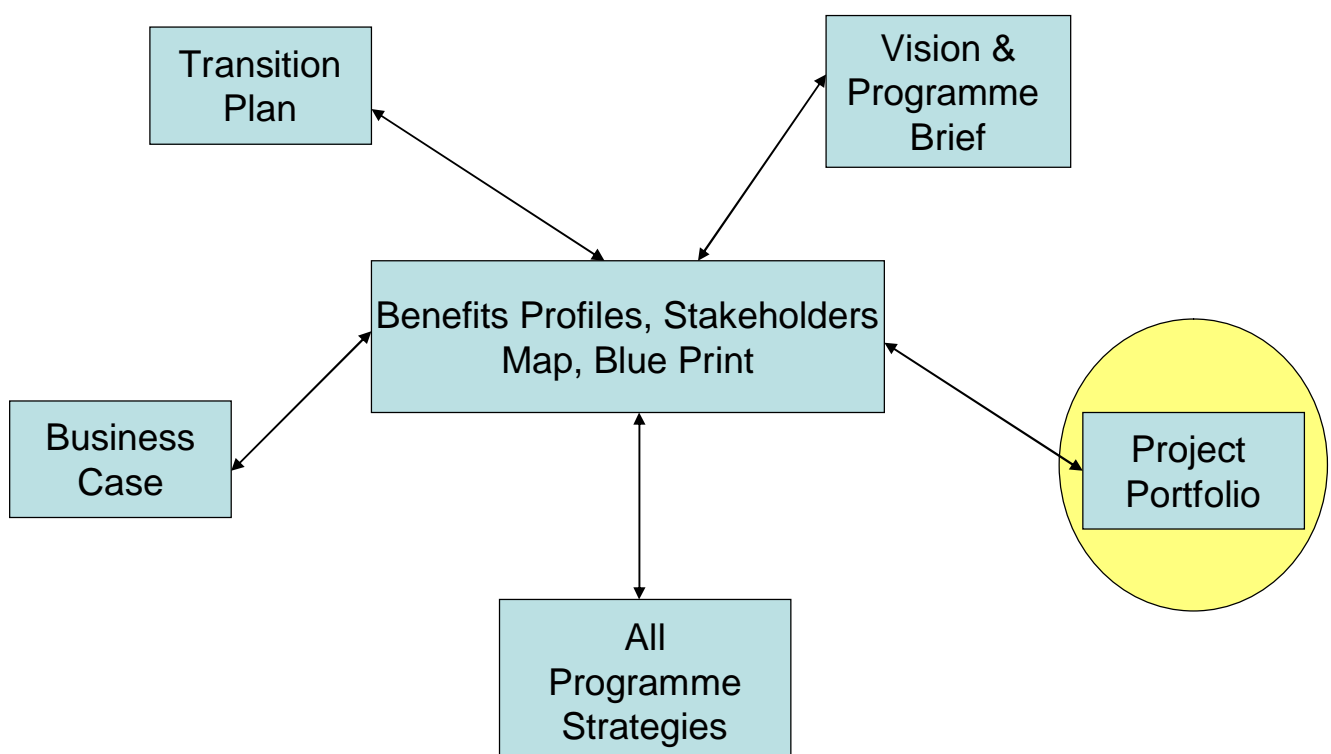 Transition
Plan
Vision &
Programme
Brief
Benefits Profiles, Stakeholders
Map, Blue Print
Business
Case
Project
Portfolio
All
Programme
Strategies